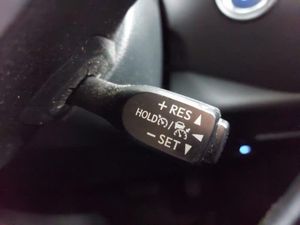 + RES ▲
HOLD /
− SET ▼